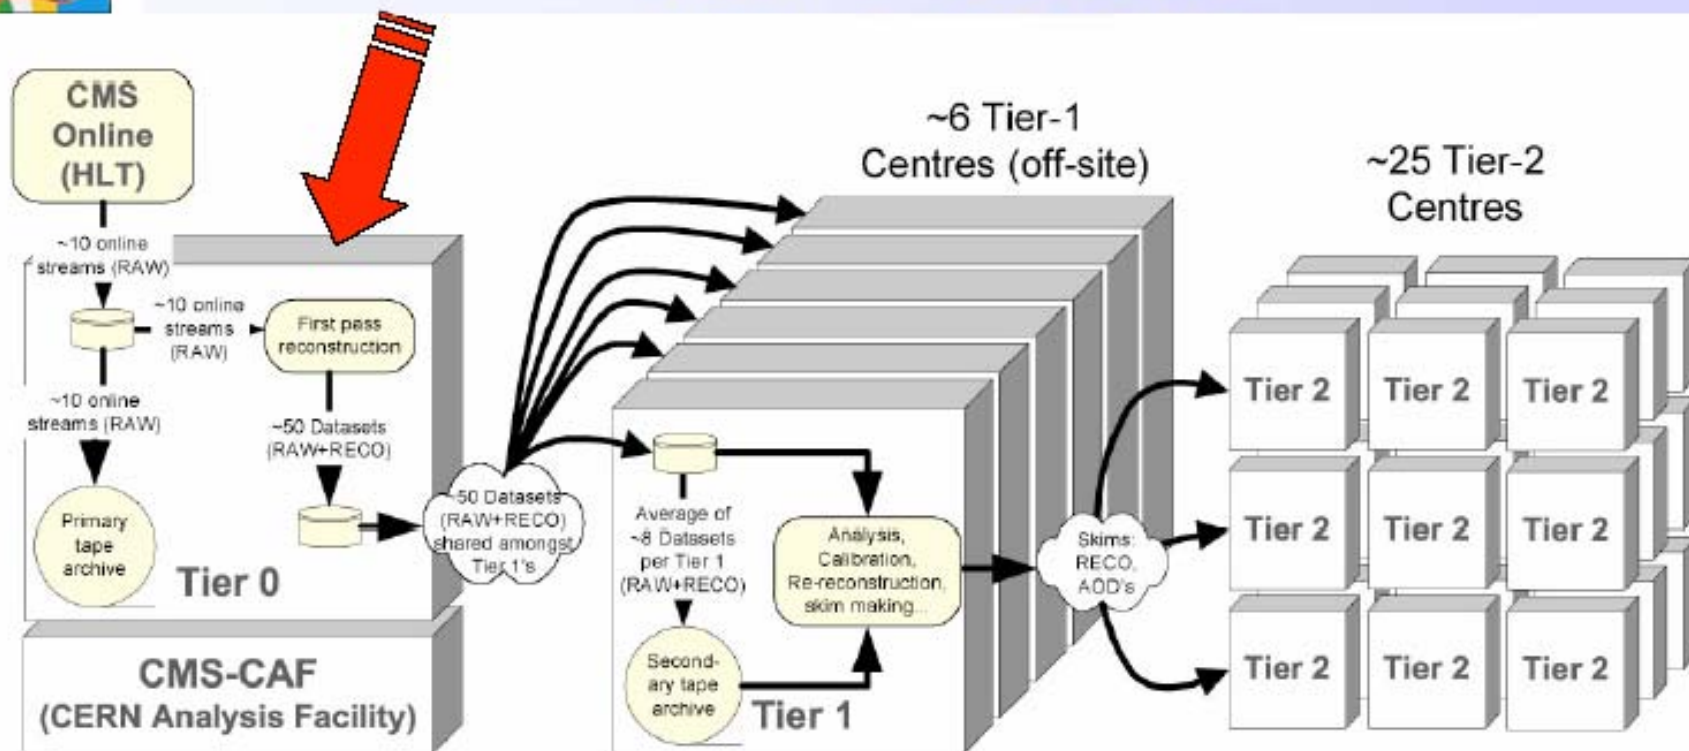 CMS
Online
(HLT)
~10 online
streams (RAW)
~10 online
streams
(RAW)
First pass
reconstruction
~10 online
streams (RAW)
~50 Datasets
(RAW+RECO)
Primary
tape
archive
Tier 0
CMS-CAF
(CERN Analysis Facility)
~50 Datasets
(RAW+RECO)
shared amongst
Tier 1's
~6 Tier-1
Centres (off-site)
Average of
~8 Datasets
per Tier 1
(RAW+RECO)
Analysis,
Calibration,
Re-reconstruction,
skim making...
Second-
ary tape
archive
Tier 1
Skims:
RECO,
AOD's
~25 Tier-2
Centres
Tier 2
Tier 2
Tier 2
Tier 2
Tier 2
Tier 2
Tier 2
Tier 2
Tier 2